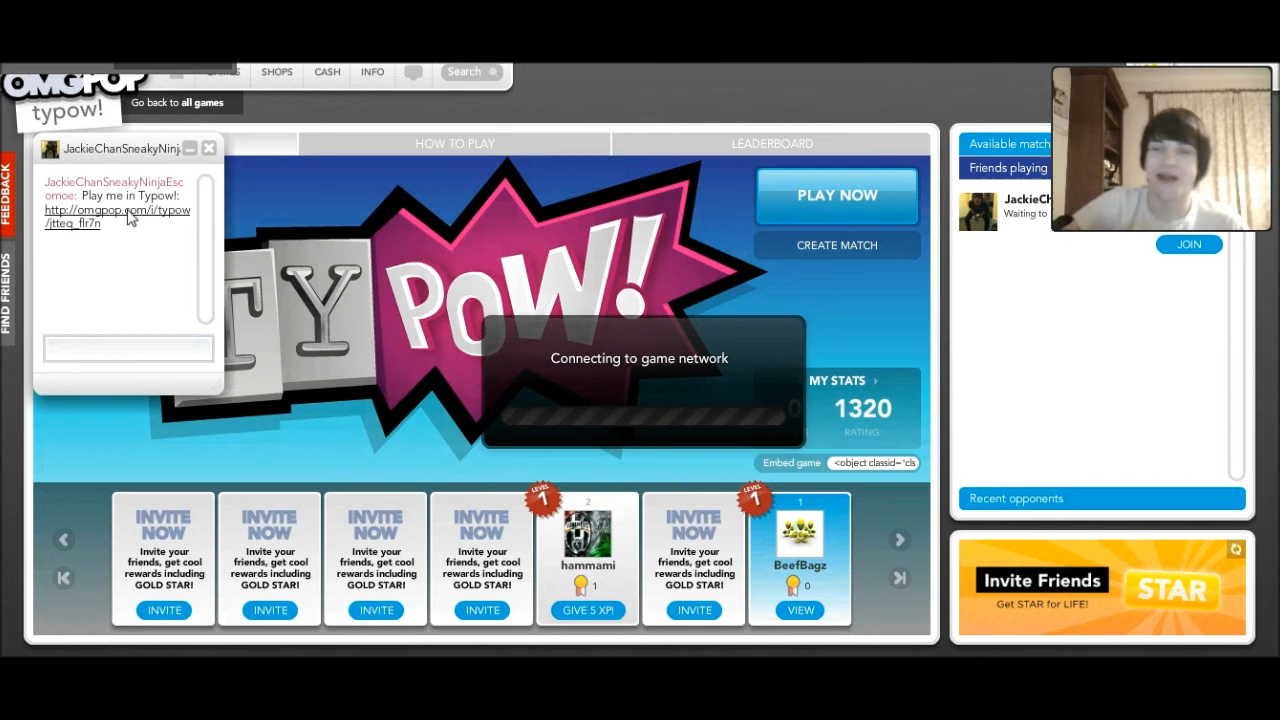 OMGPOP
typow!
SHOPS
CASH
INFO
Search
Go back to all games
FEEDBACK
FIND FRIENDS
JackieChanSneakyNinj
JackieChanSneakyNinjaEsc
omoe: Play me in Typow!:
http://omgpop.com/i/typow
/jtteq_flr7n
HOW TO PLAY
LEADERBOARD
TY POW!
PLAY NOW
CREATE MATCH
Connecting to game network
MY STATS
1320
RATING
Embed game
<object classid="cls
INVITE
NOW
Invite your
friends, get cool
rewards including
GOLD STAR!
INVITE
INVITE
NOW
Invite your
friends, get cool
rewards including
GOLD STAR!
INVITE
INVITE
NOW
Invite your
friends, get cool
rewards including
GOLD STAR!
INVITE
INVITE
NOW
Invite your
friends, get cool
rewards including
GOLD STAR!
INVITE
LEVEL
1
2
hammami
1
GIVE 5 XP!
INVITE
NOW
Invite your
friends, get cool
rewards including
GOLD STAR!
INVITE
LEVEL
1
1
BeefBagz
0
VIEW
Available match
Friends playing
JackieCh
Waiting to
JOIN
Recent opponents
Invite Friends
Get STAR for LIFE!
STAR